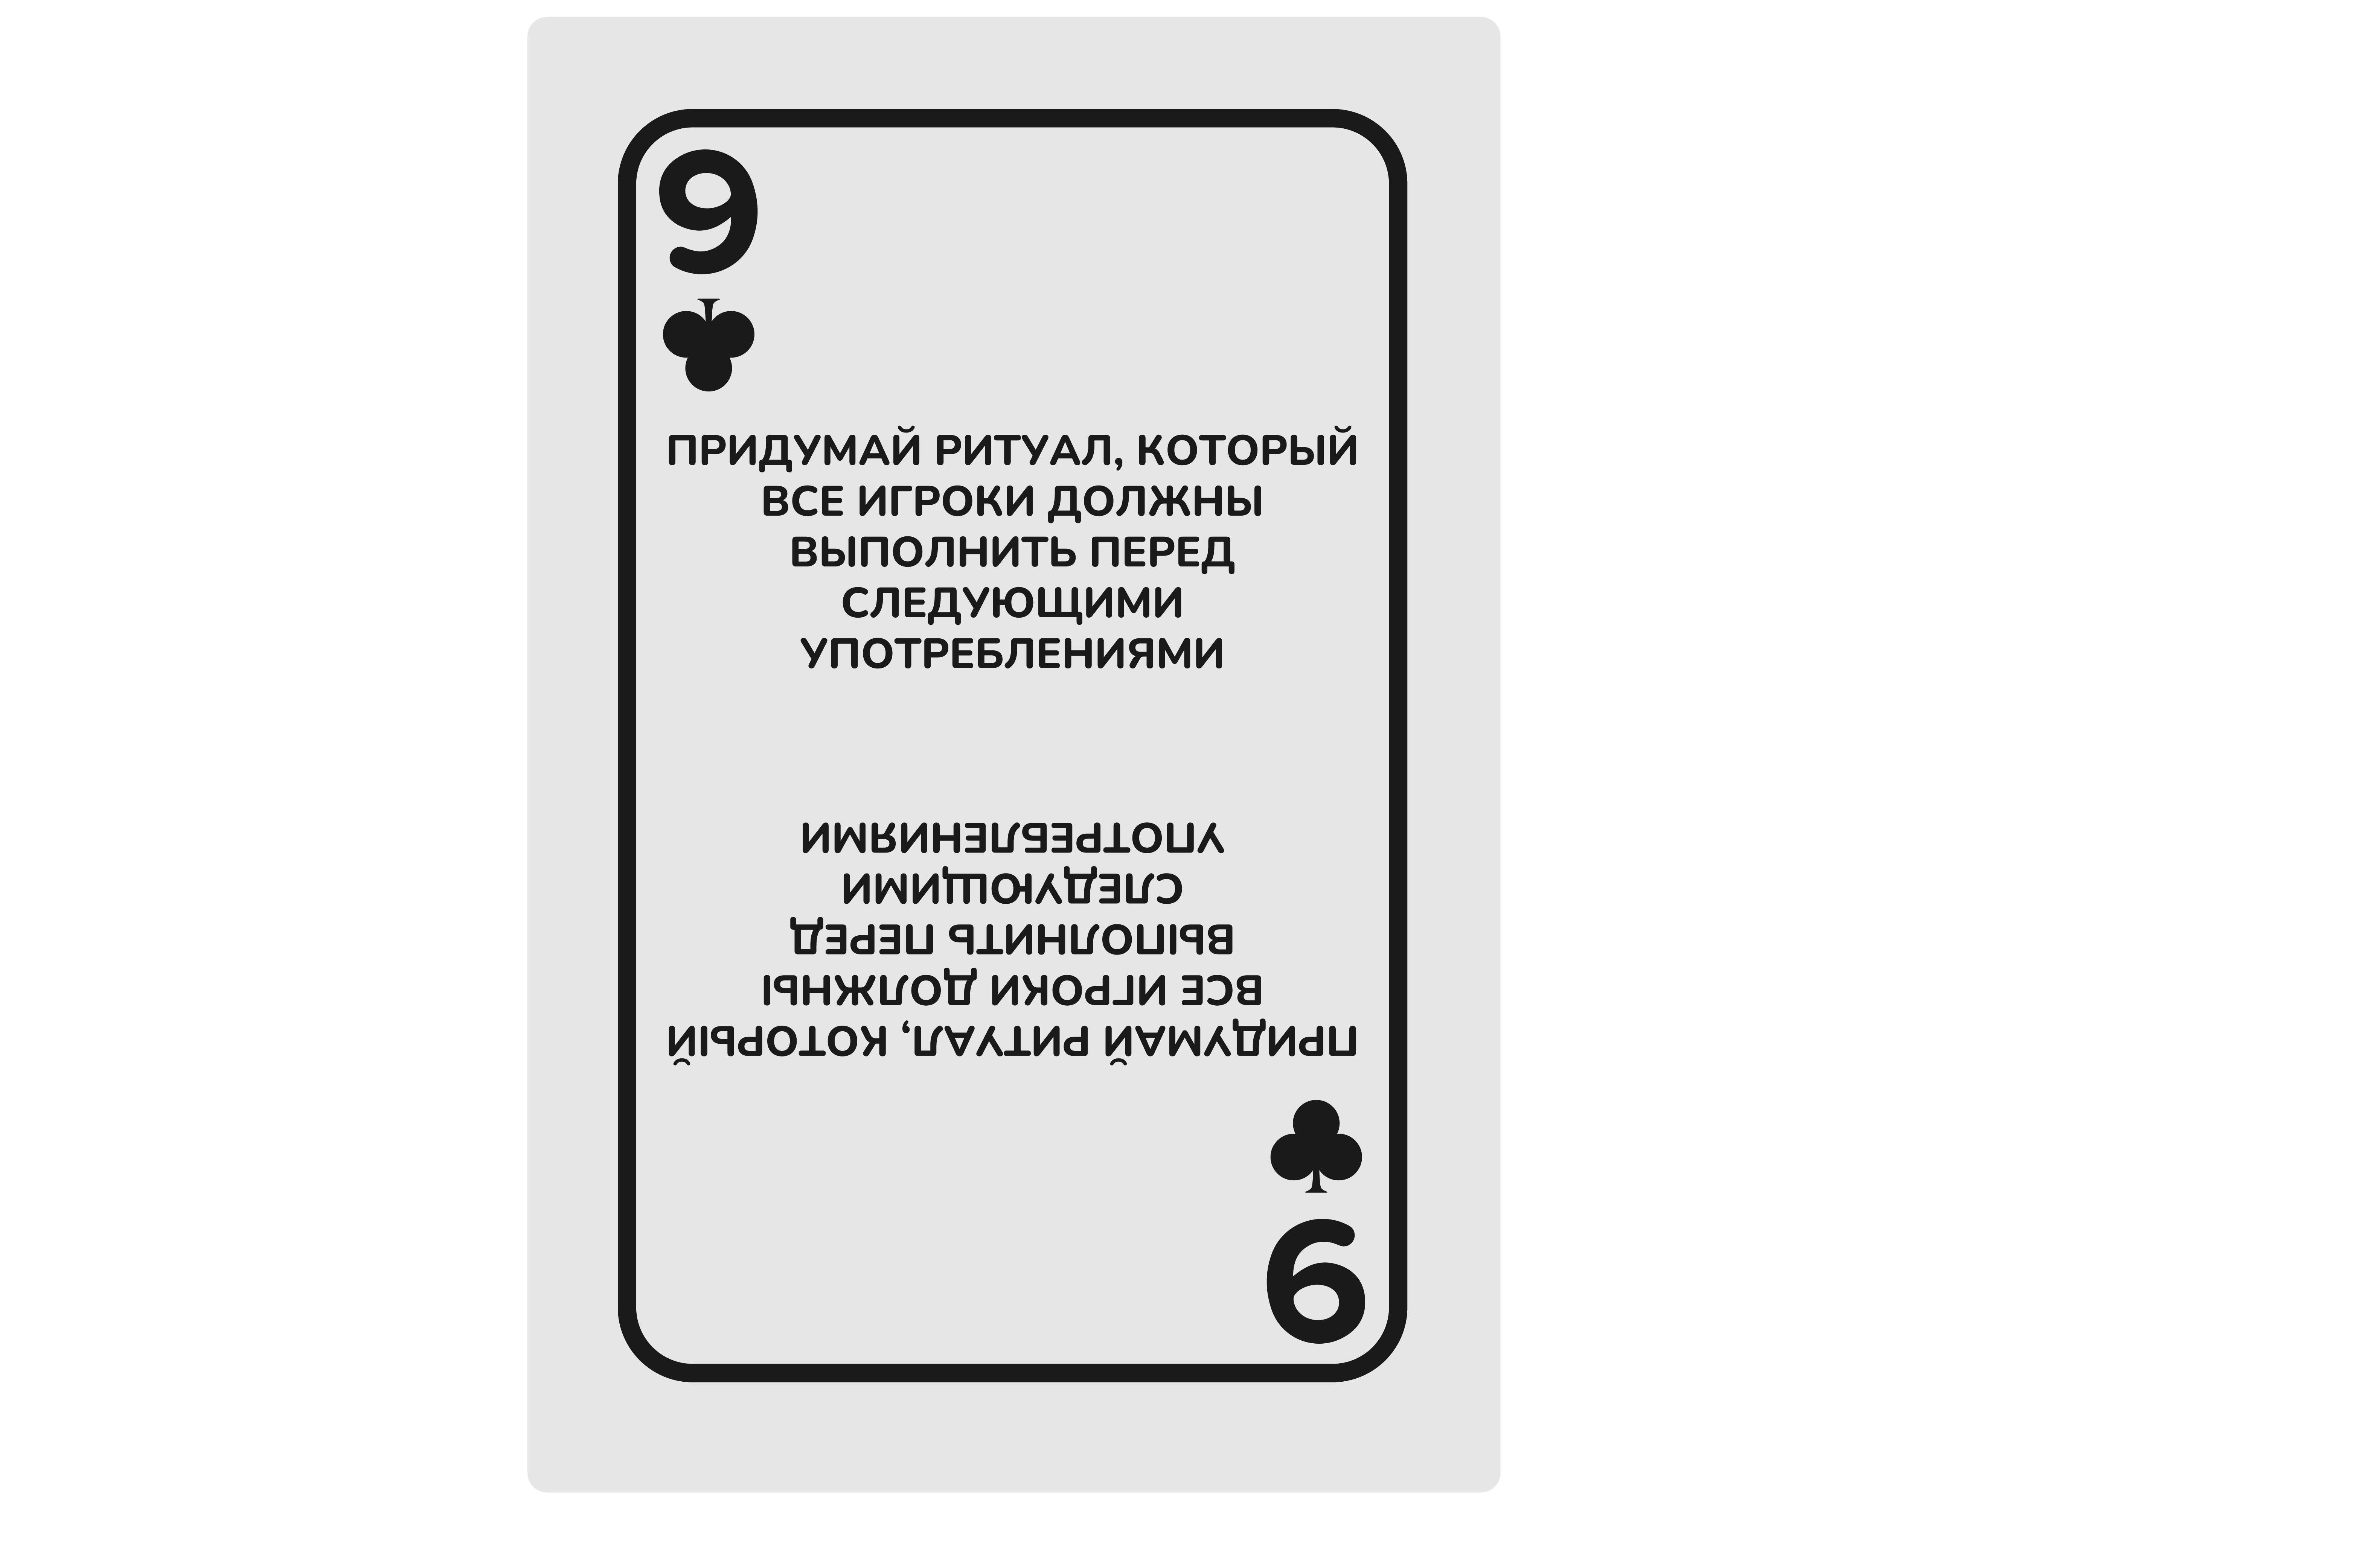 9
ПРИДУМАЙ РИТУАЛ, КОТОРЫЙ
ВСЕ ИГРОКИ ДОЛЖНЫ
ВЫПОЛНИТЬ ПЕРЕД
СЛЕДУЮЩИМИ
УПОТРЕБЛЕНИЯМИ
ПРИДУМАЙ РИТУАЛ, КОТОРЫЙ
ВСЕ ИГРОКИ ДОЛЖНЫ
ВЫПОЛНИТЬ ПЕРЕД
СЛЕДУЮЩИМИ
УПОТРЕБЛЕНИЯМИ
9